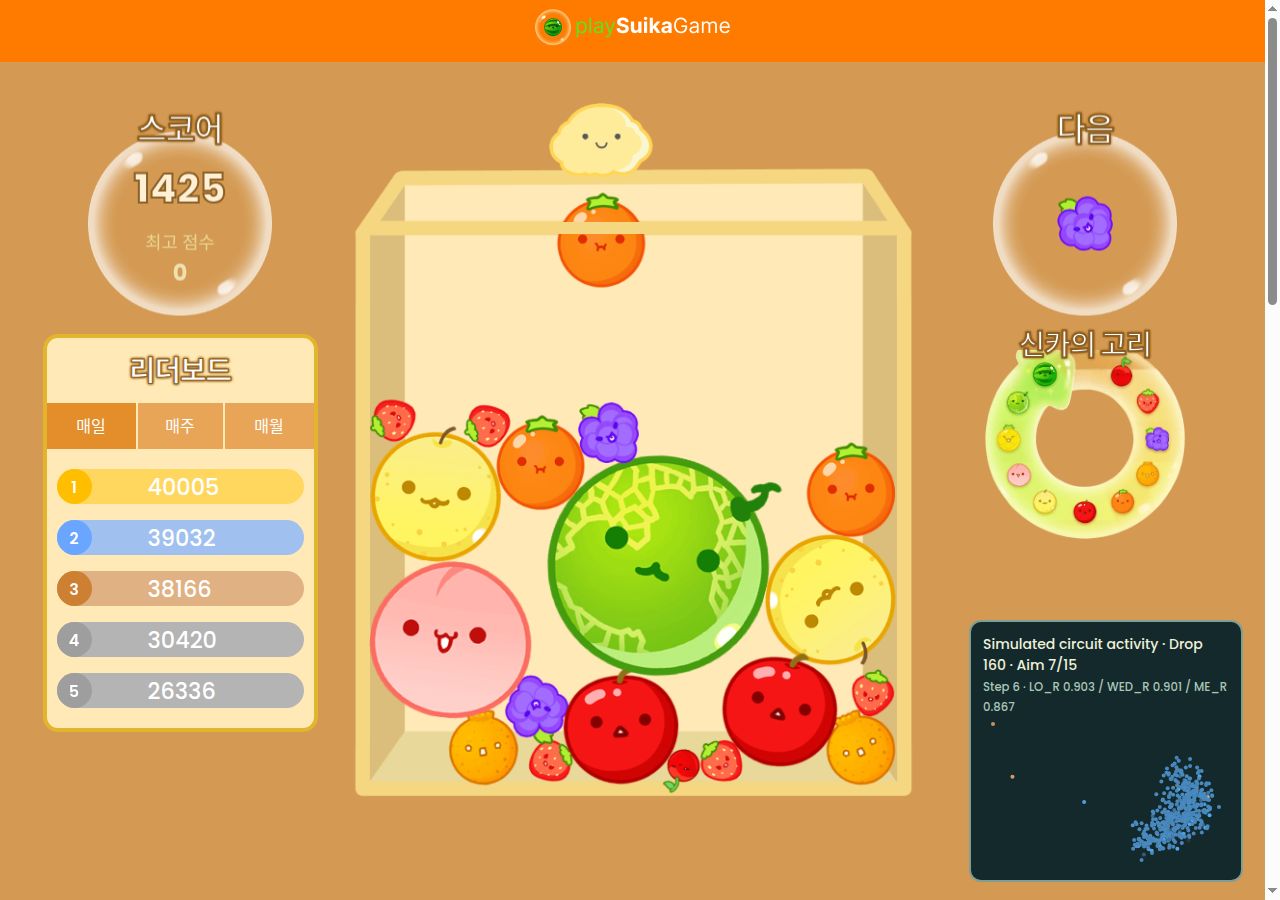 playSuikaGame
스코어
1425
최고 점수
0
다음
신카의 고리
리더보드
매일 매주 매월
1 40005
2 39032
3 38166
4 30420
5 26336
Simulated circuit activity · Drop
160 · Aim 7/15
Step 6 · LO_R 0.903 / WED_R 0.901 / ME_R
0.867